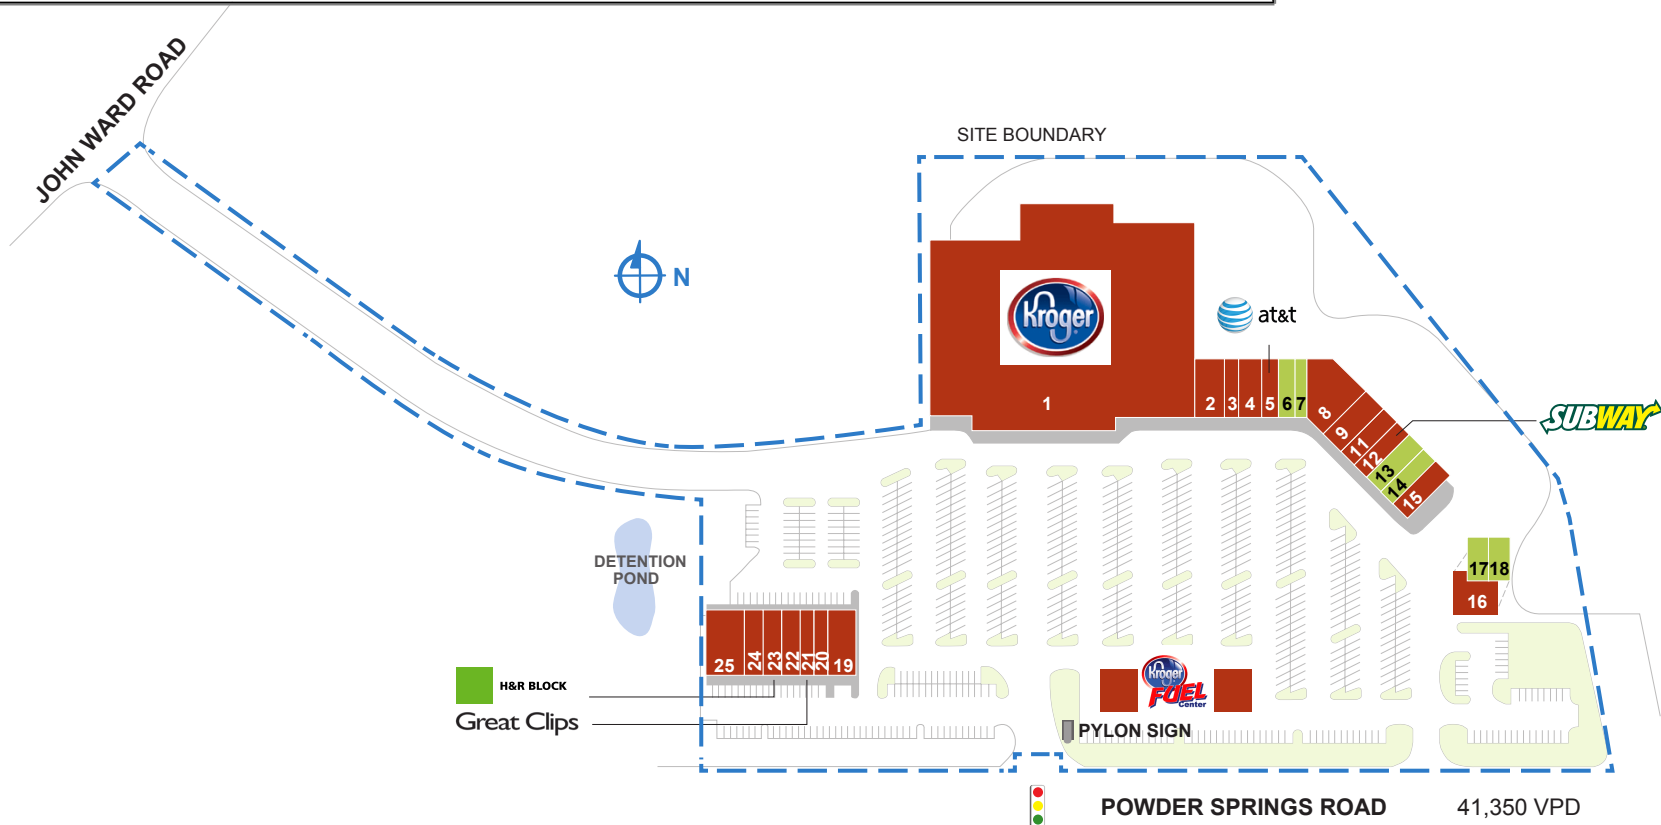 JOHN WARD ROAD
SITE BOUNDARY
N
Kroger
at&t
1
2
3
4
5
6
7
8
9
11
12
13
14
15
SUBWAY
DETENTION
POND
17
18
16
25
24
23
22
21
20
19
H&R BLOCK
Great Clips
Kroger
FUEL
Center
PYLON SIGN
POWDER SPRINGS ROAD 41,350 VPD